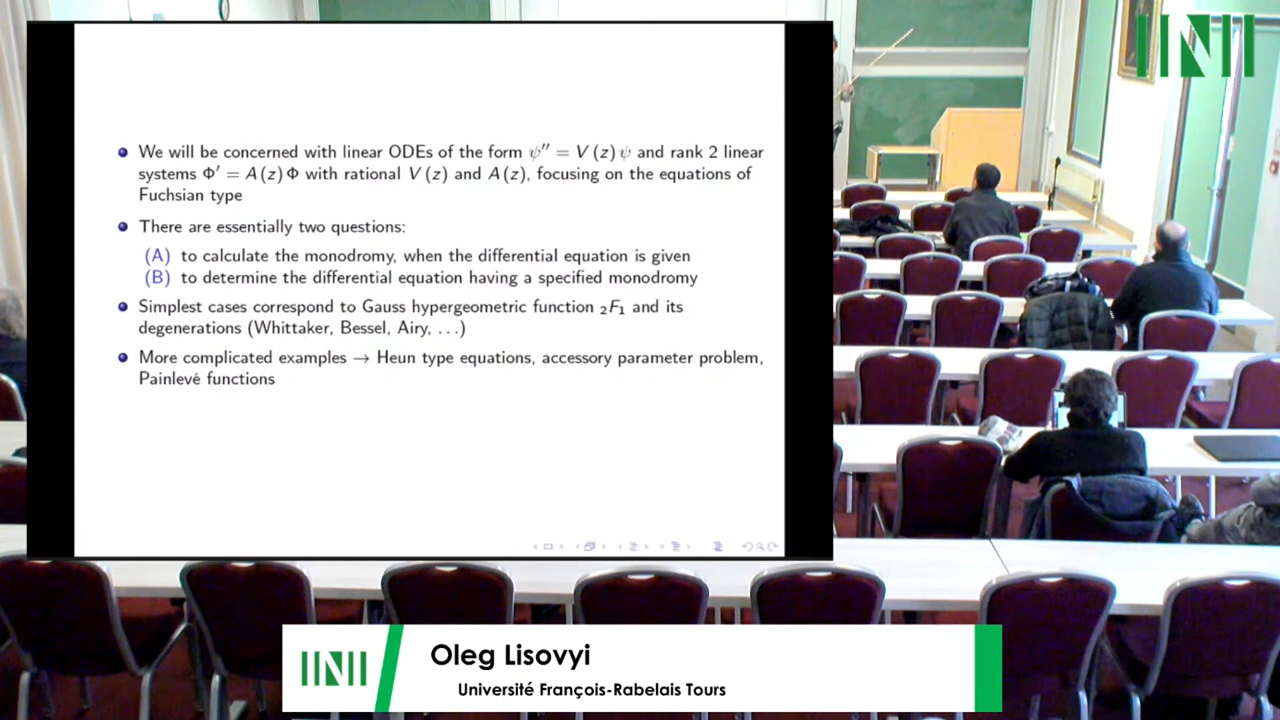 We will be concerned with linear ODEs of the form ψ′′ = V (z) ψ and rank 2 linear
systems Φ′ = A (z) Φ with rational V (z) and A (z), focusing on the equations of
Fuchsian type
There are essentially two questions:
(A) to calculate the monodromy, when the differential equation is given
(B) to determine the differential equation having a specified monodromy
Simplest cases correspond to Gauss hypergeometric function ₂F₁ and its
degenerations (Whittaker, Bessel, Airy, . . .)
More complicated examples → Heun type equations, accessory parameter problem,
Painlevé functions
Oleg Lisovyi
Université François-Rabelais Tours